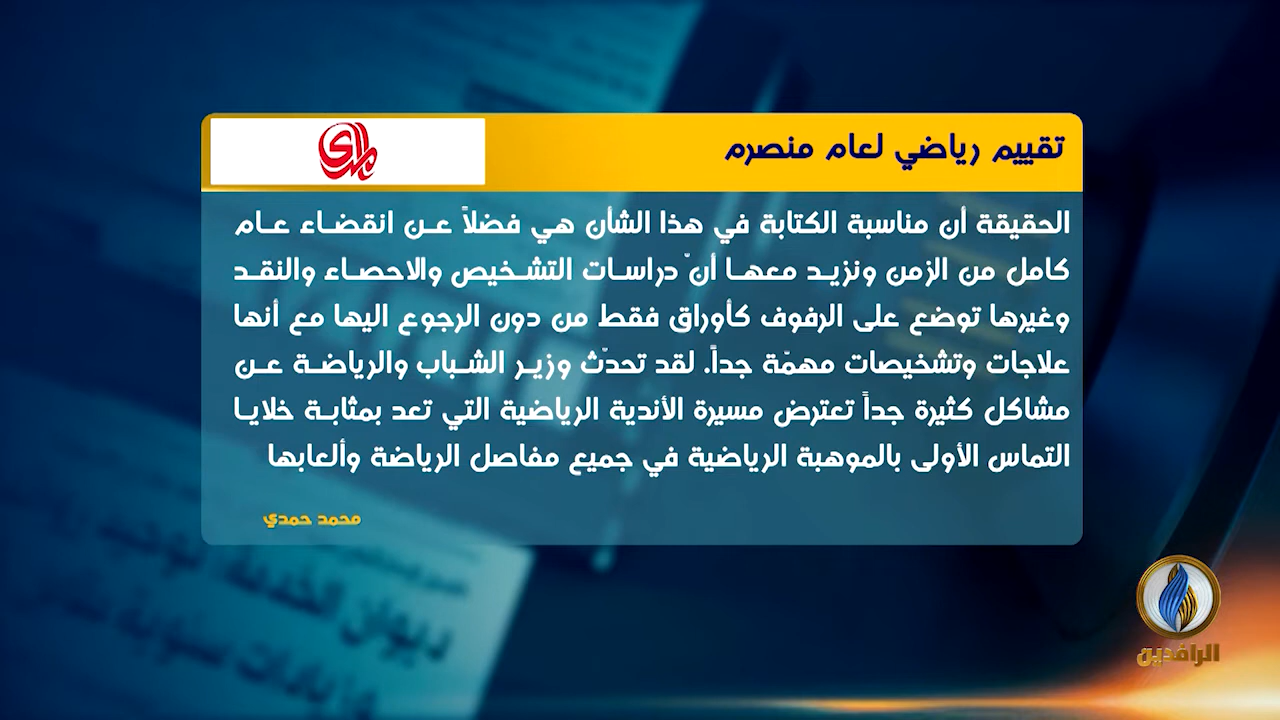 تقييم رياضي لعام منصرم
المدى
الحقيقة أن مناسبة الكتابة في هذا الشأن هي فضلاً عن انقضاء عام
كامل من الزمن ونزيد معها أنّ دراسات التشخيص والاحصاء والنقد
وغيرها توضع على الرفوف كأوراق فقط من دون الرجوع اليها مع أنها
علاجات وتشخيصات مهمّة جداً. لقد تحدّث وزير الشباب والرياضة عن
مشاكل كثيرة جداً تعترض مسيرة الأندية الرياضية التي تعد بمثابة خلايا
التماس الأولى بالموهبة الرياضية في جميع مفاصل الرياضة وألعابها
محمد حمدي
ديوان الخدمة:
الرافدين